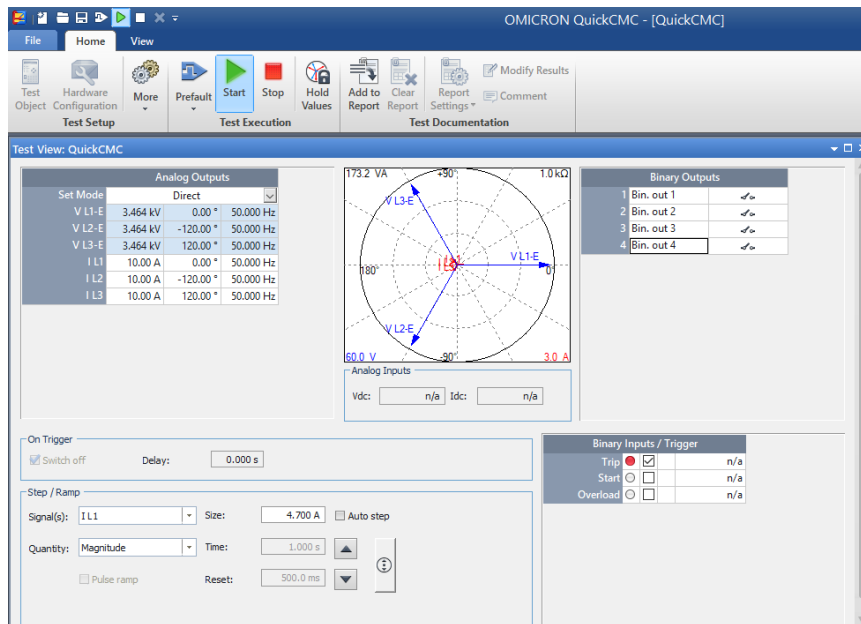 OMICRON QuickCMC - [QuickCMC]
File Home View
Test Object
Hardware Configuration
More
Prefault
Start
Stop
Hold Values
Add to Report
Clear Report
Report Settings
Modify Results
Comment
Test Setup
Test Execution
Test Documentation
Test View: QuickCMC
Analog Outputs
Set Mode Direct
V L1-E 3.464 kV 0.00 ° 50.000 Hz
V L2-E 3.464 kV -120.00 ° 50.000 Hz
V L3-E 3.464 kV 120.00 ° 50.000 Hz
I L1 10.00 A 0.00 ° 50.000 Hz
I L2 10.00 A -120.00 ° 50.000 Hz
I L3 10.00 A 120.00 ° 50.000 Hz
173.2 VA +90° 1.0 kΩ
V L3-E
V L1-E
180° 0°
V L2-E
60.0 V -90° 3.0 A
Analog Inputs
Vdc: n/a Idc: n/a
Binary Outputs
1 Bin. out 1
2 Bin. out 2
3 Bin. out 3
4 Bin. out 4
On Trigger
Switch off Delay: 0.000 s
Step / Ramp
Signal(s): I L1 Size: 4.700 A Auto step
Quantity: Magnitude Time: 1.000 s
Pulse ramp Reset: 500.0 ms
Binary Inputs / Trigger
Trip n/a
Start n/a
Overload n/a